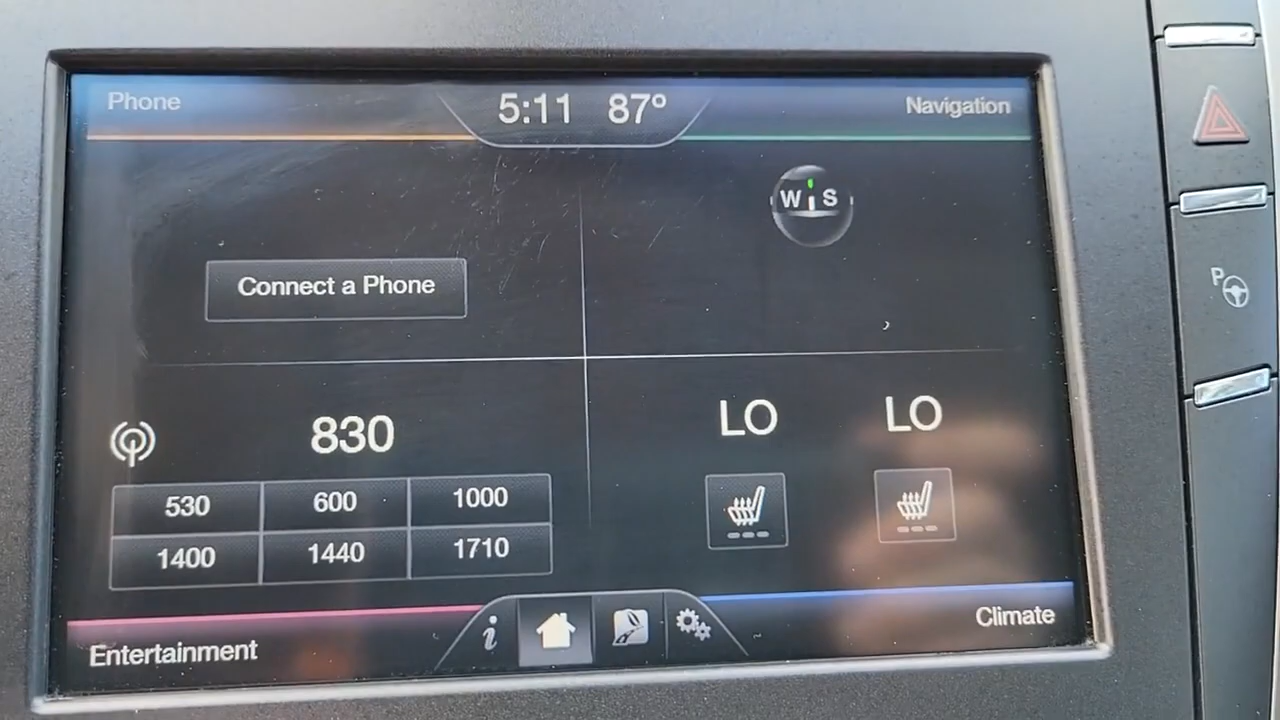 Phone
5:11 87°
Navigation
W S
Connect a Phone
830
530 600 1000
1400 1440 1710
LO LO
i
Entertainment
Climate
P